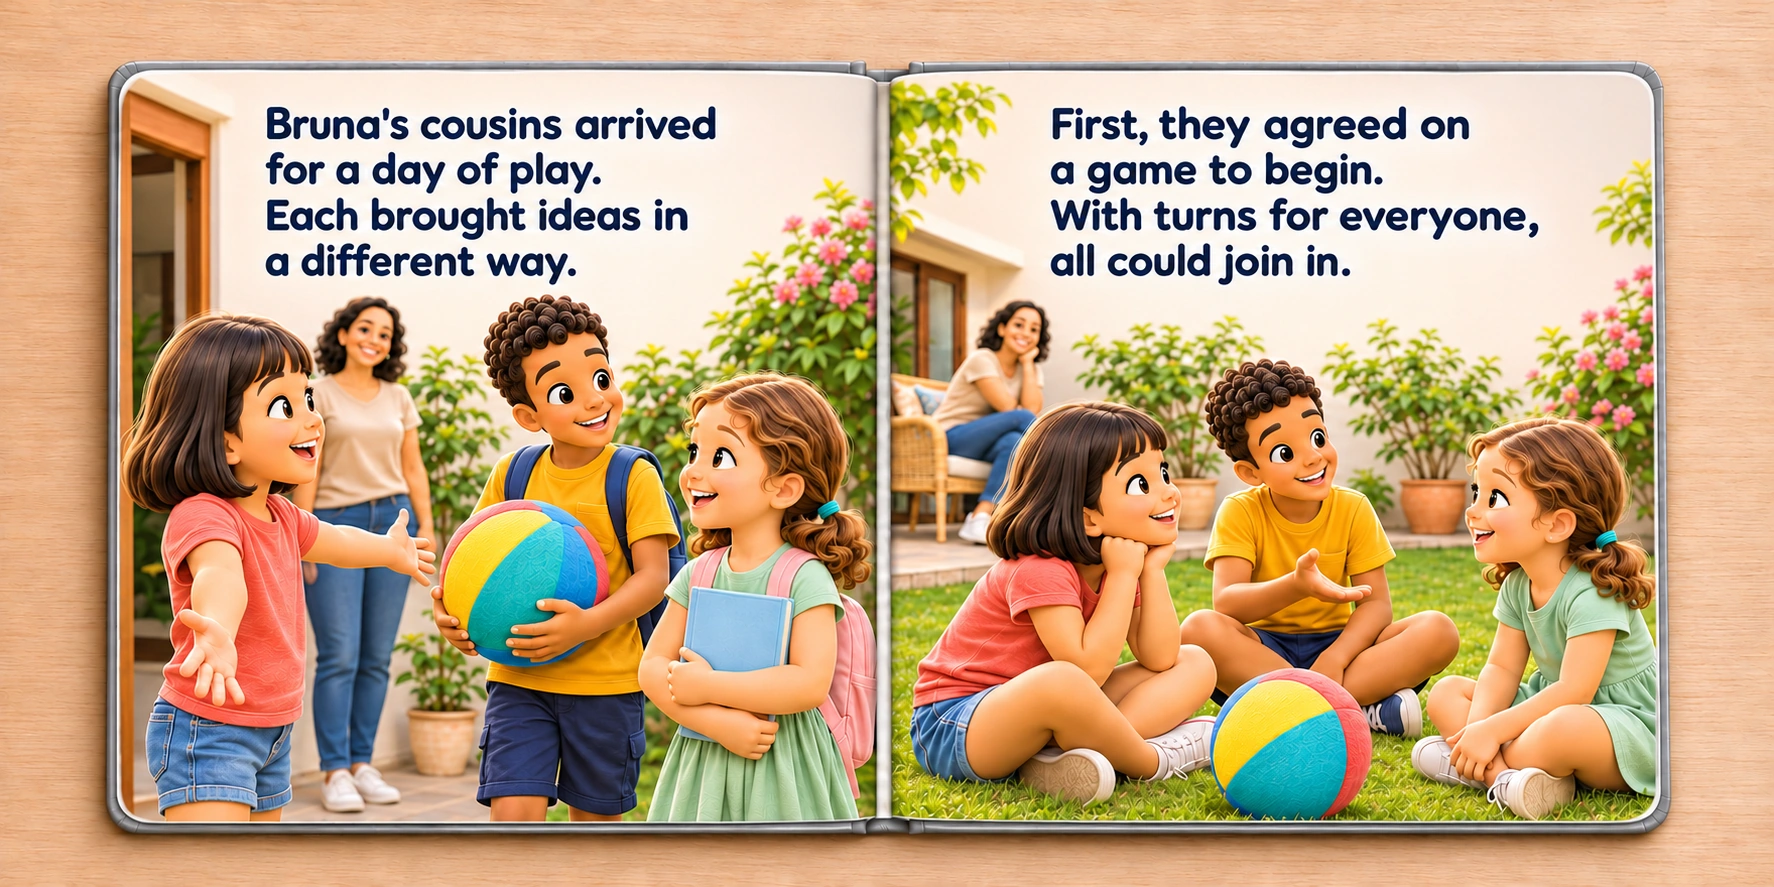 Bruna's cousins arrived
for a day of play.
Each brought ideas in
a different way.
First, they agreed on
a game to begin.
With turns for everyone,
all could join in.